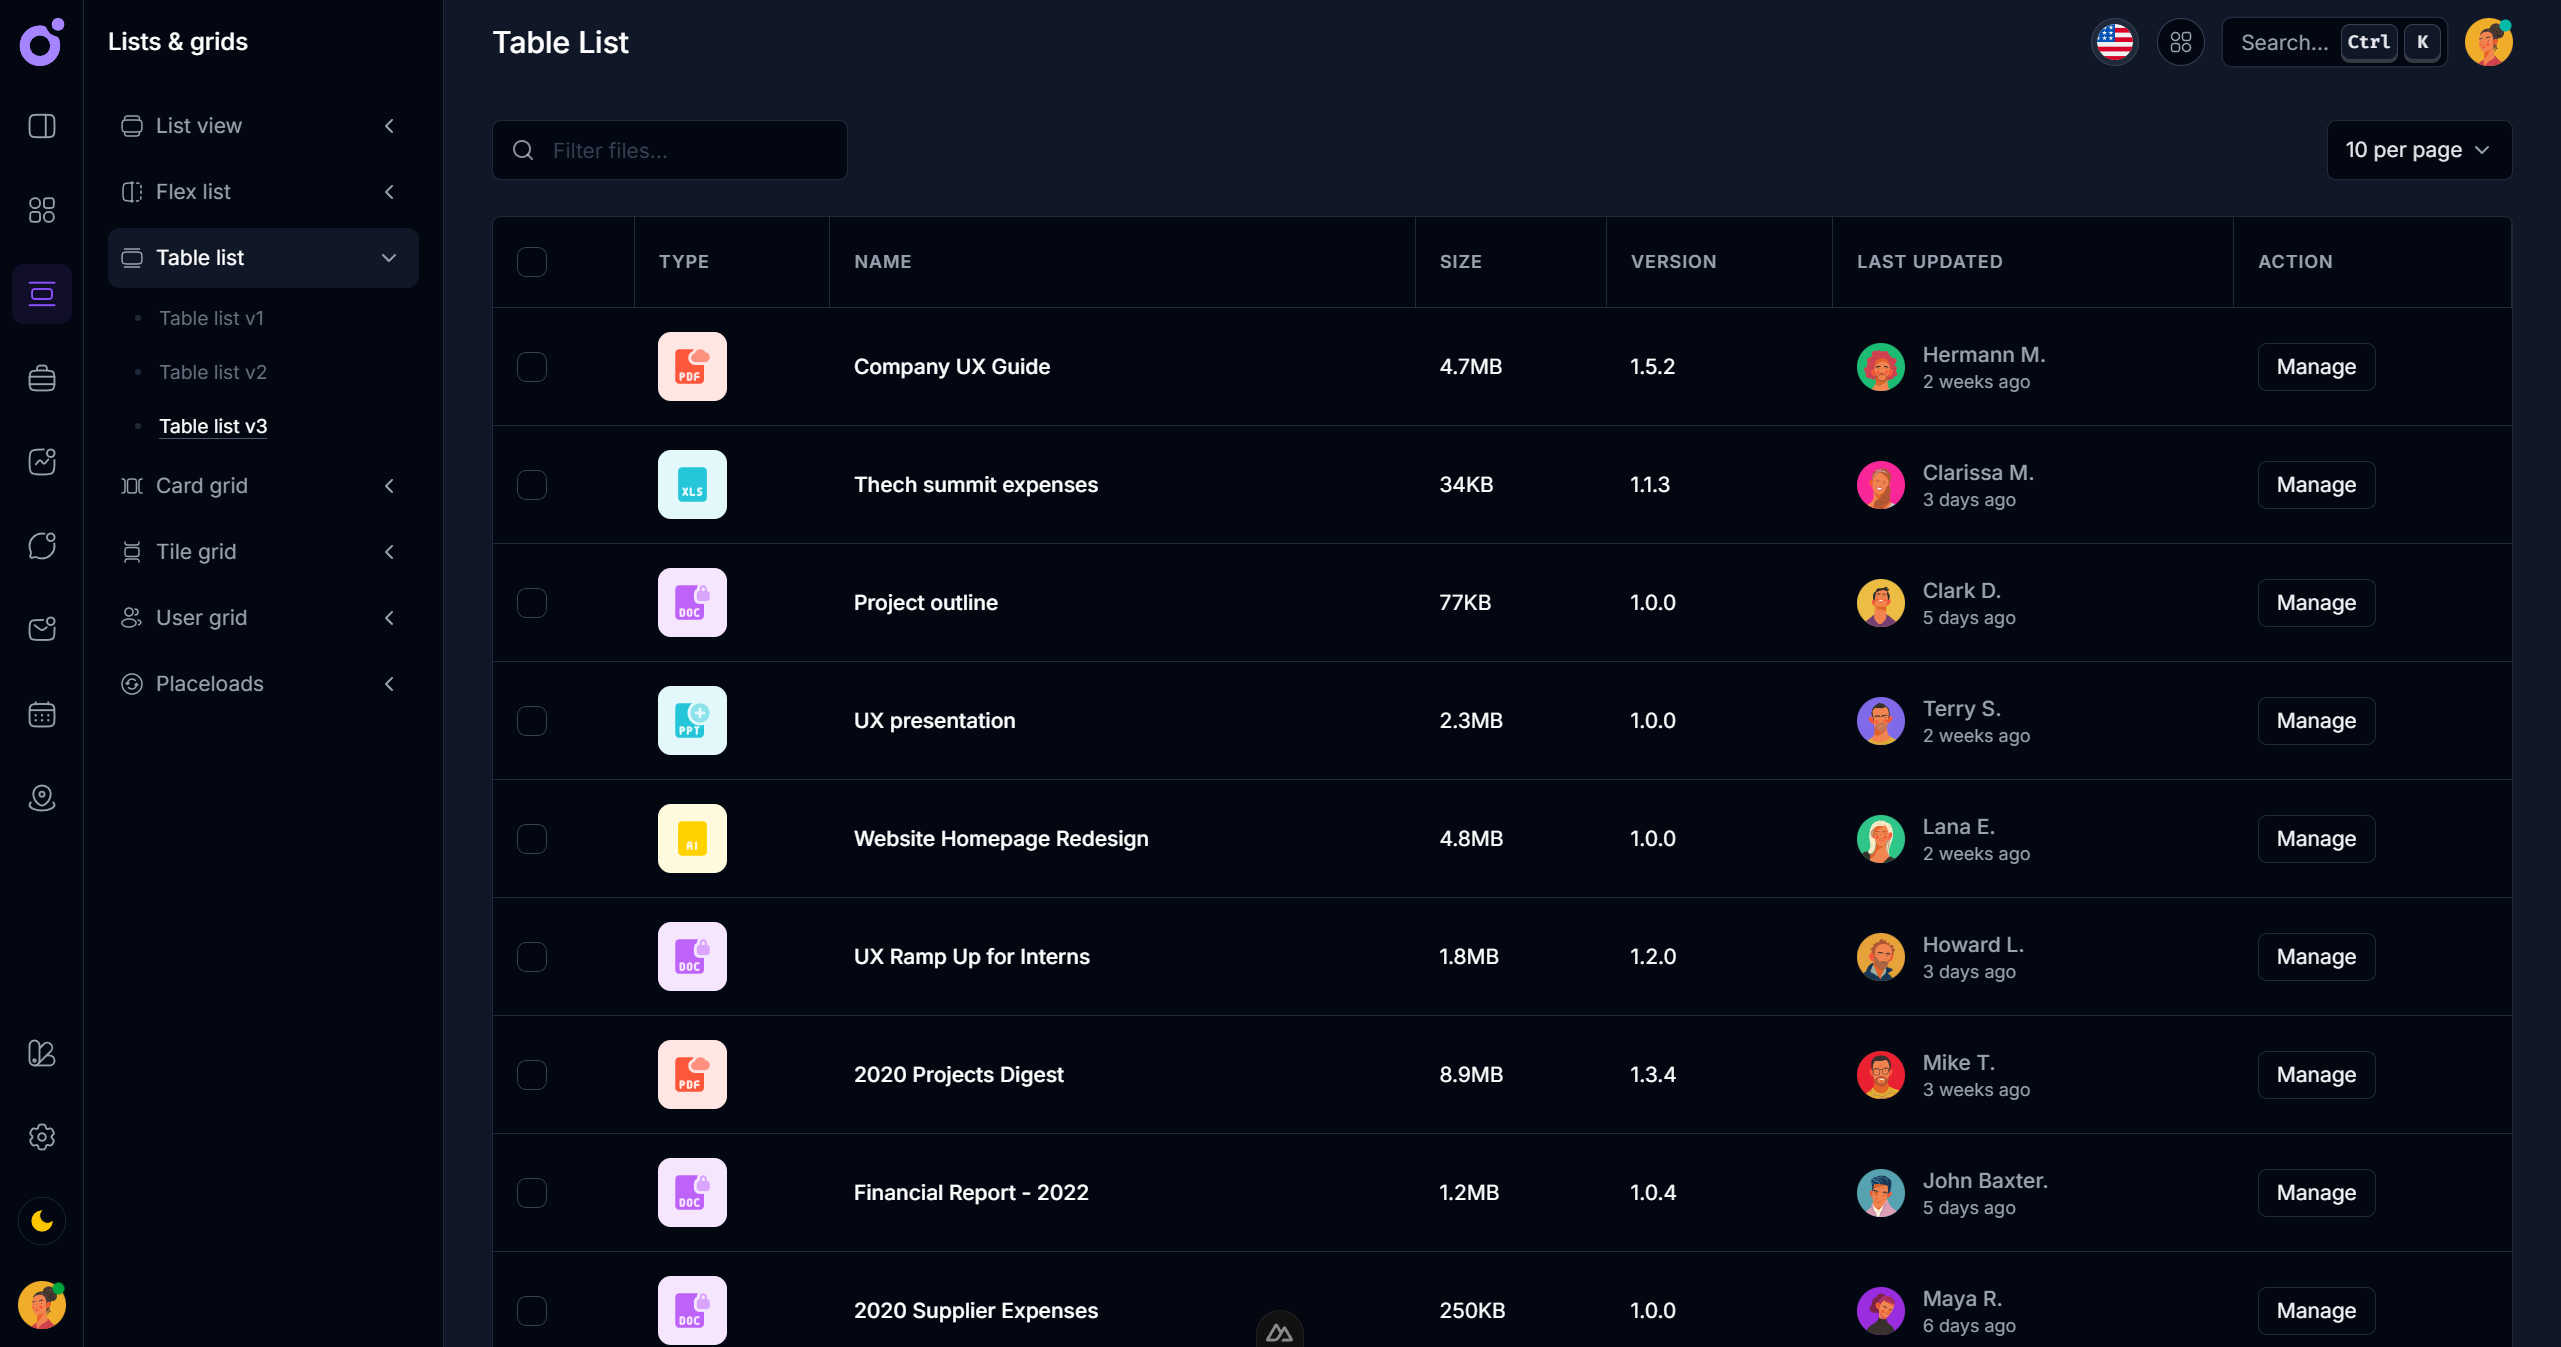 Lists & grids
List view
Flex list
Table list
Table list v1
Table list v2
Table list v3
Card grid
Tile grid
User grid
Placeloads
Table List
Search...
Ctrl
K
Filter files...
10 per page
TYPE NAME SIZE VERSION LAST UPDATED ACTION
PDF Company UX Guide 4.7MB 1.5.2 Hermann M. Manage
2 weeks ago
XLS Thech summit expenses 34KB 1.1.3 Clarissa M. Manage
3 days ago
DOC Project outline 77KB 1.0.0 Clark D. Manage
5 days ago
PPT UX presentation 2.3MB 1.0.0 Terry S. Manage
2 weeks ago
AI Website Homepage Redesign 4.8MB 1.0.0 Lana E. Manage
2 weeks ago
DOC UX Ramp Up for Interns 1.8MB 1.2.0 Howard L. Manage
3 days ago
PDF 2020 Projects Digest 8.9MB 1.3.4 Mike T. Manage
3 weeks ago
DOC Financial Report - 2022 1.2MB 1.0.4 John Baxter. Manage
5 days ago
DOC 2020 Supplier Expenses 250KB 1.0.0 Maya R. Manage
6 days ago